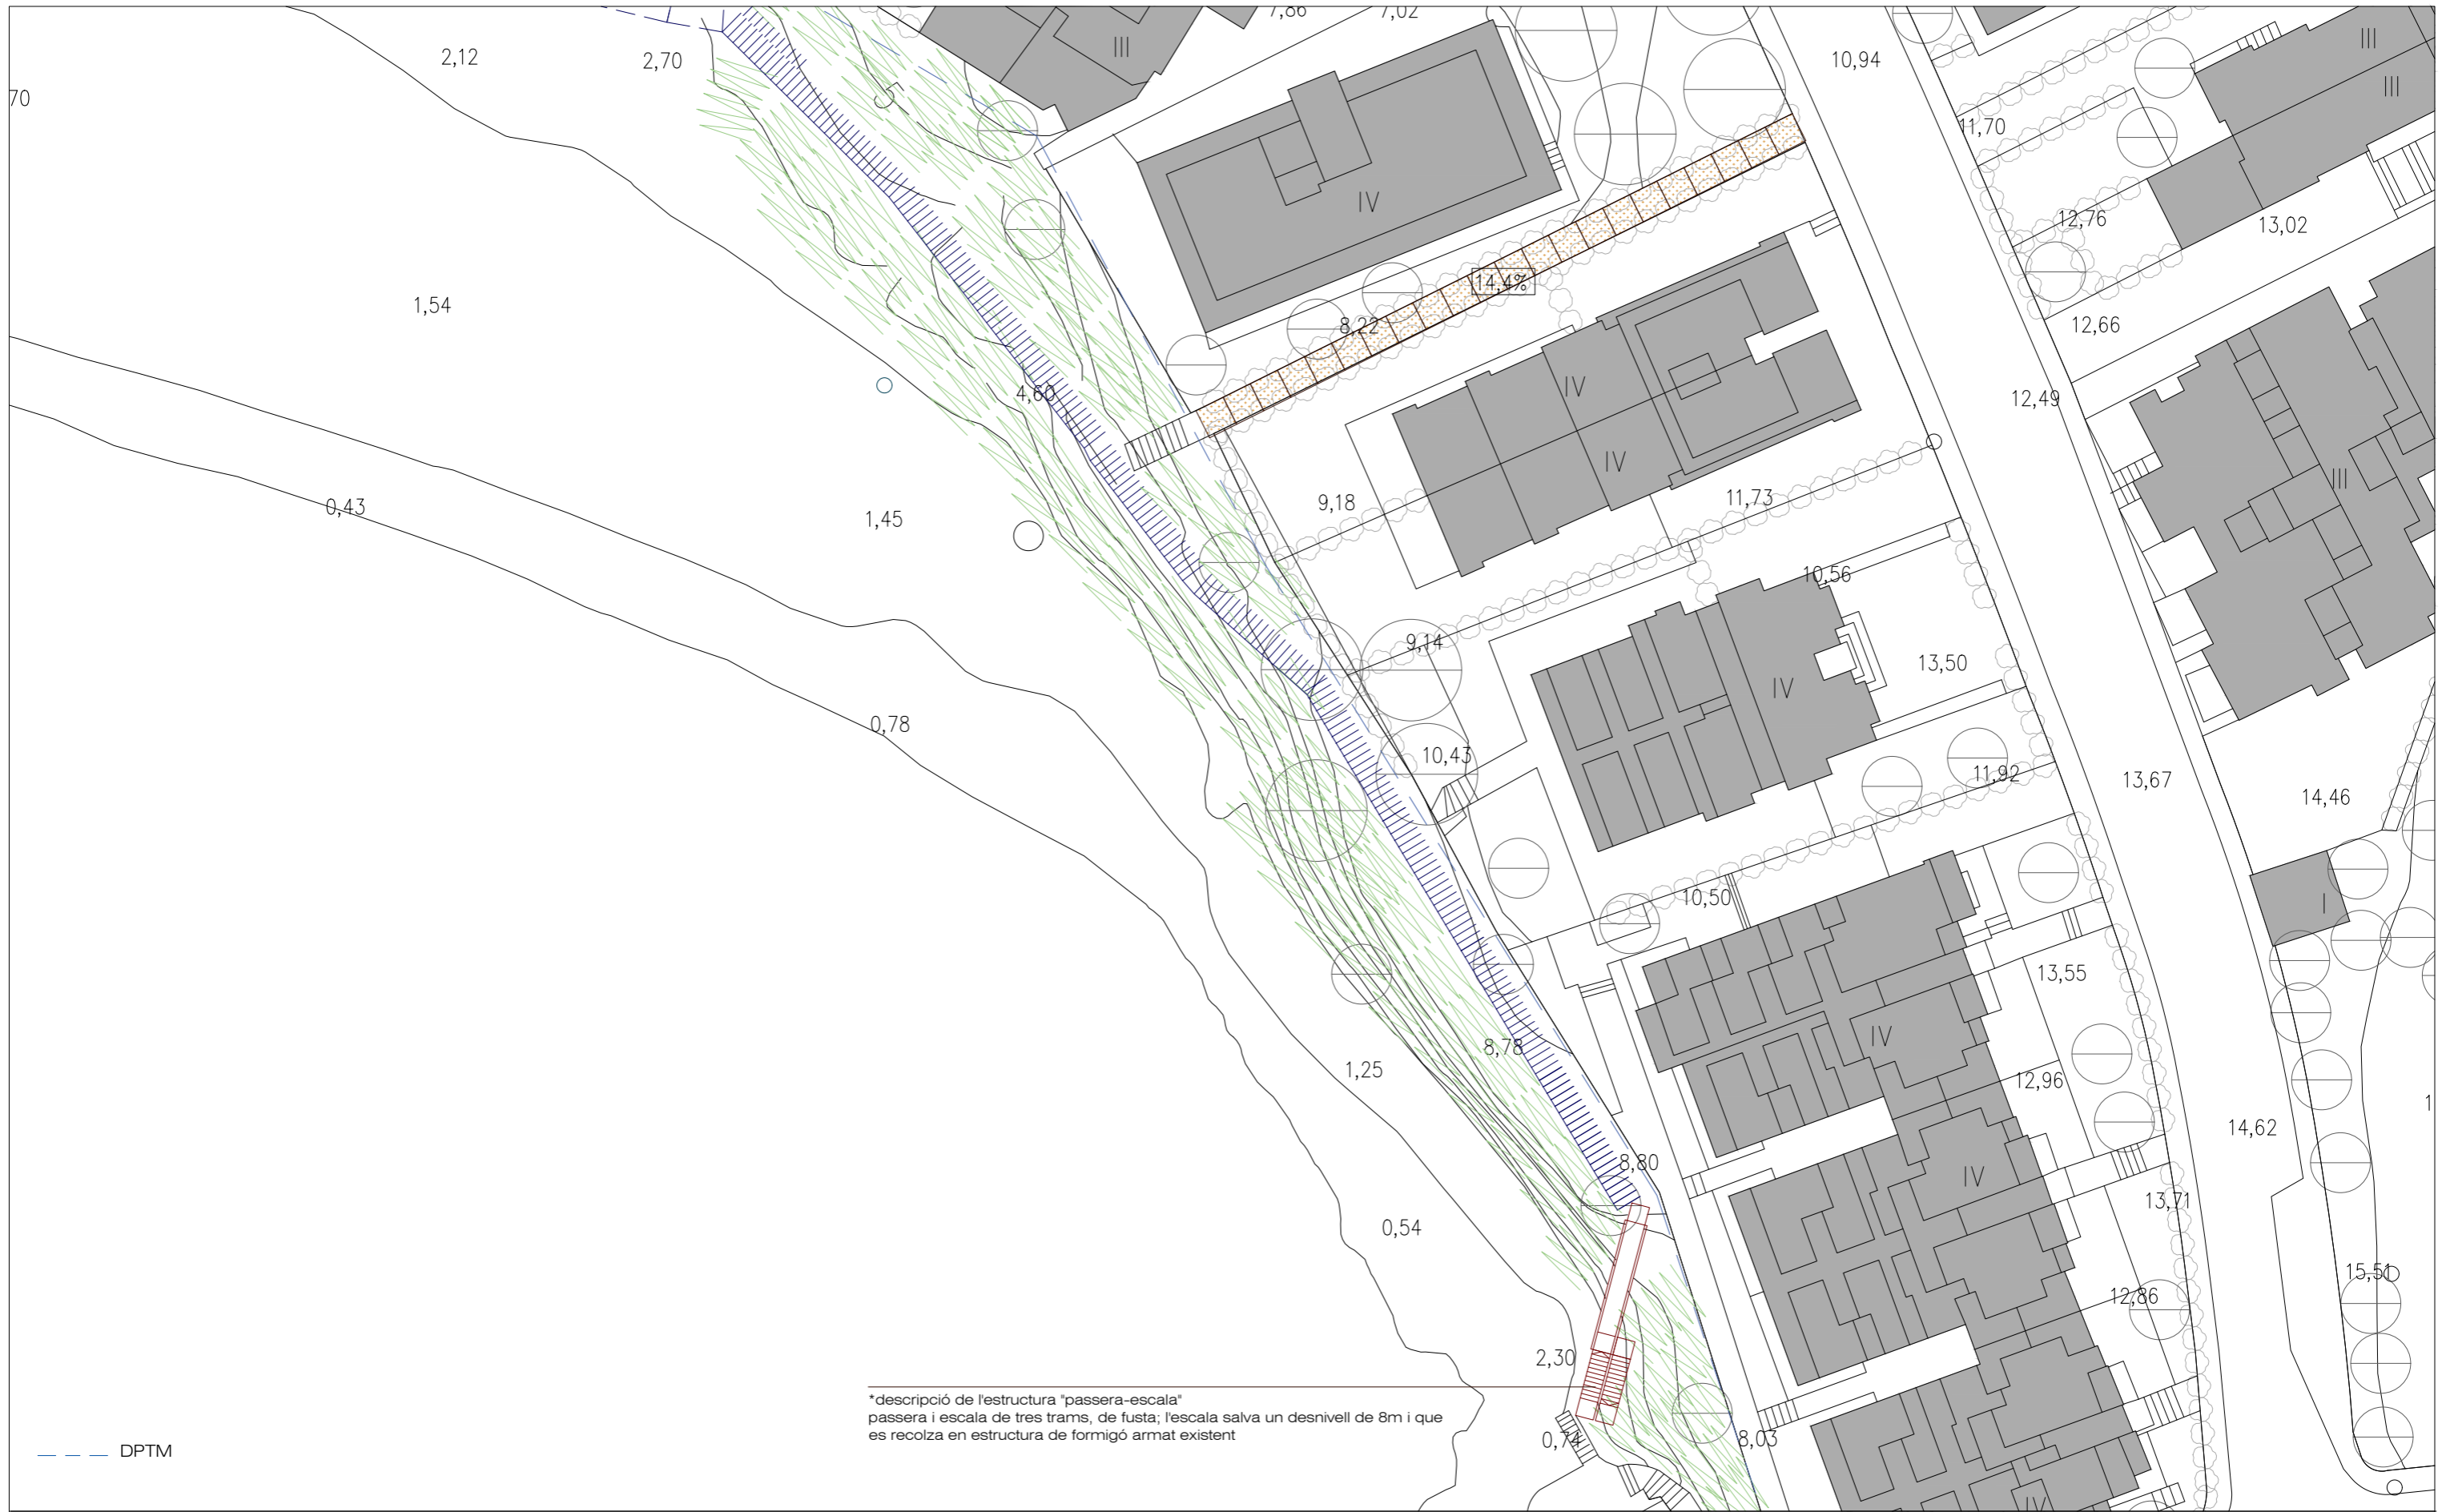 7,86
7,02
III
10,94
III
III
2,12
2,70
70
5
11,70
IV
12,76
13,02
14,4%
1,54
8,22
12,66
4,60
IV
12,49
IV
III
0,43
1,45
9,18
11,73
10,56
9,14
13,50
IV
0,78
10,43
11,92
13,67
14,46
10,50
I
13,55
IV
8,78
1,25
12,96
1
14,62
8,80
IV
13,71
0,54
15,51
12,86
2,30
*descripció de l'estructura "passera-escala"
passera i escala de tres trams, de fusta; l'escala salva un desnivell de 8m i que
es recolza en estructura de formigó armat existent
0,74
8,03
DPTM
IV